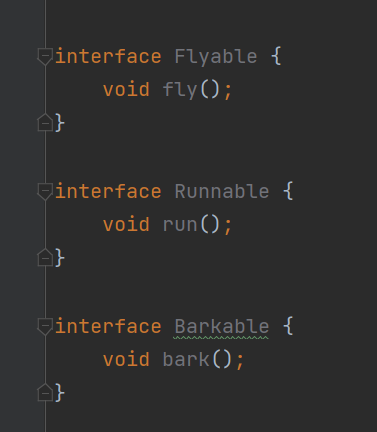 interface Flyable {
    void fly();
}
interface Runnable {
    void run();
}
interface Barkable {
    void bark();
}